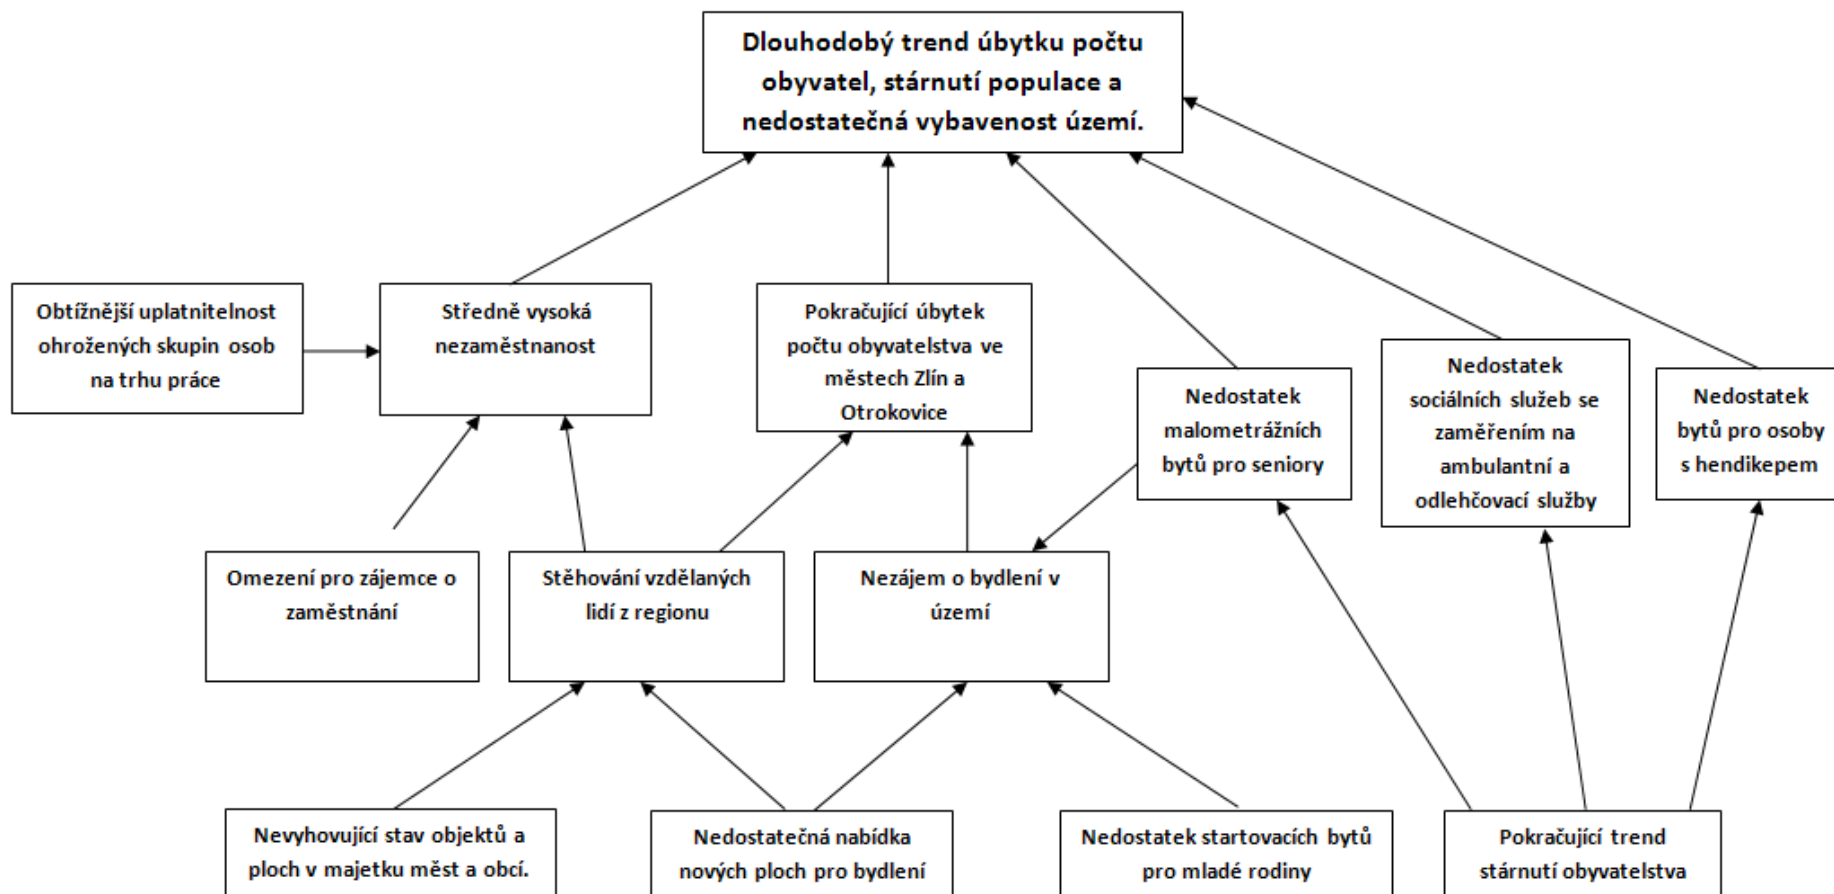 Dlouhodobý trend úbytku počtu
obyvatel, stárnutí populace a
nedostatečná vybavenost území.
Obtížnější uplatnitelnost
ohrožených skupin osob
na trhu práce
Středně vysoká
nezaměstnanost
Pokračující úbytek
počtu obyvatelstva ve
městech Zlín a
Otrokovice
Nedostatek
malometrážních
bytů pro seniory
Nedostatek
sociálních služeb se
zaměřením na
ambulantní a
odlehčovací služby
Nedostatek
bytů pro osoby
s hendikepem
Omezení pro zájemce o
zaměstnání
Stěhování vzdělaných
lidí z regionu
Nezájem o bydlení v
území
Nevyhovující stav objektů a
ploch v majetku měst a obcí.
Nedostatečná nabídka
nových ploch pro bydlení
Nedostatek startovacích bytů
pro mladé rodiny
Pokračující trend
stárnutí obyvatelstva